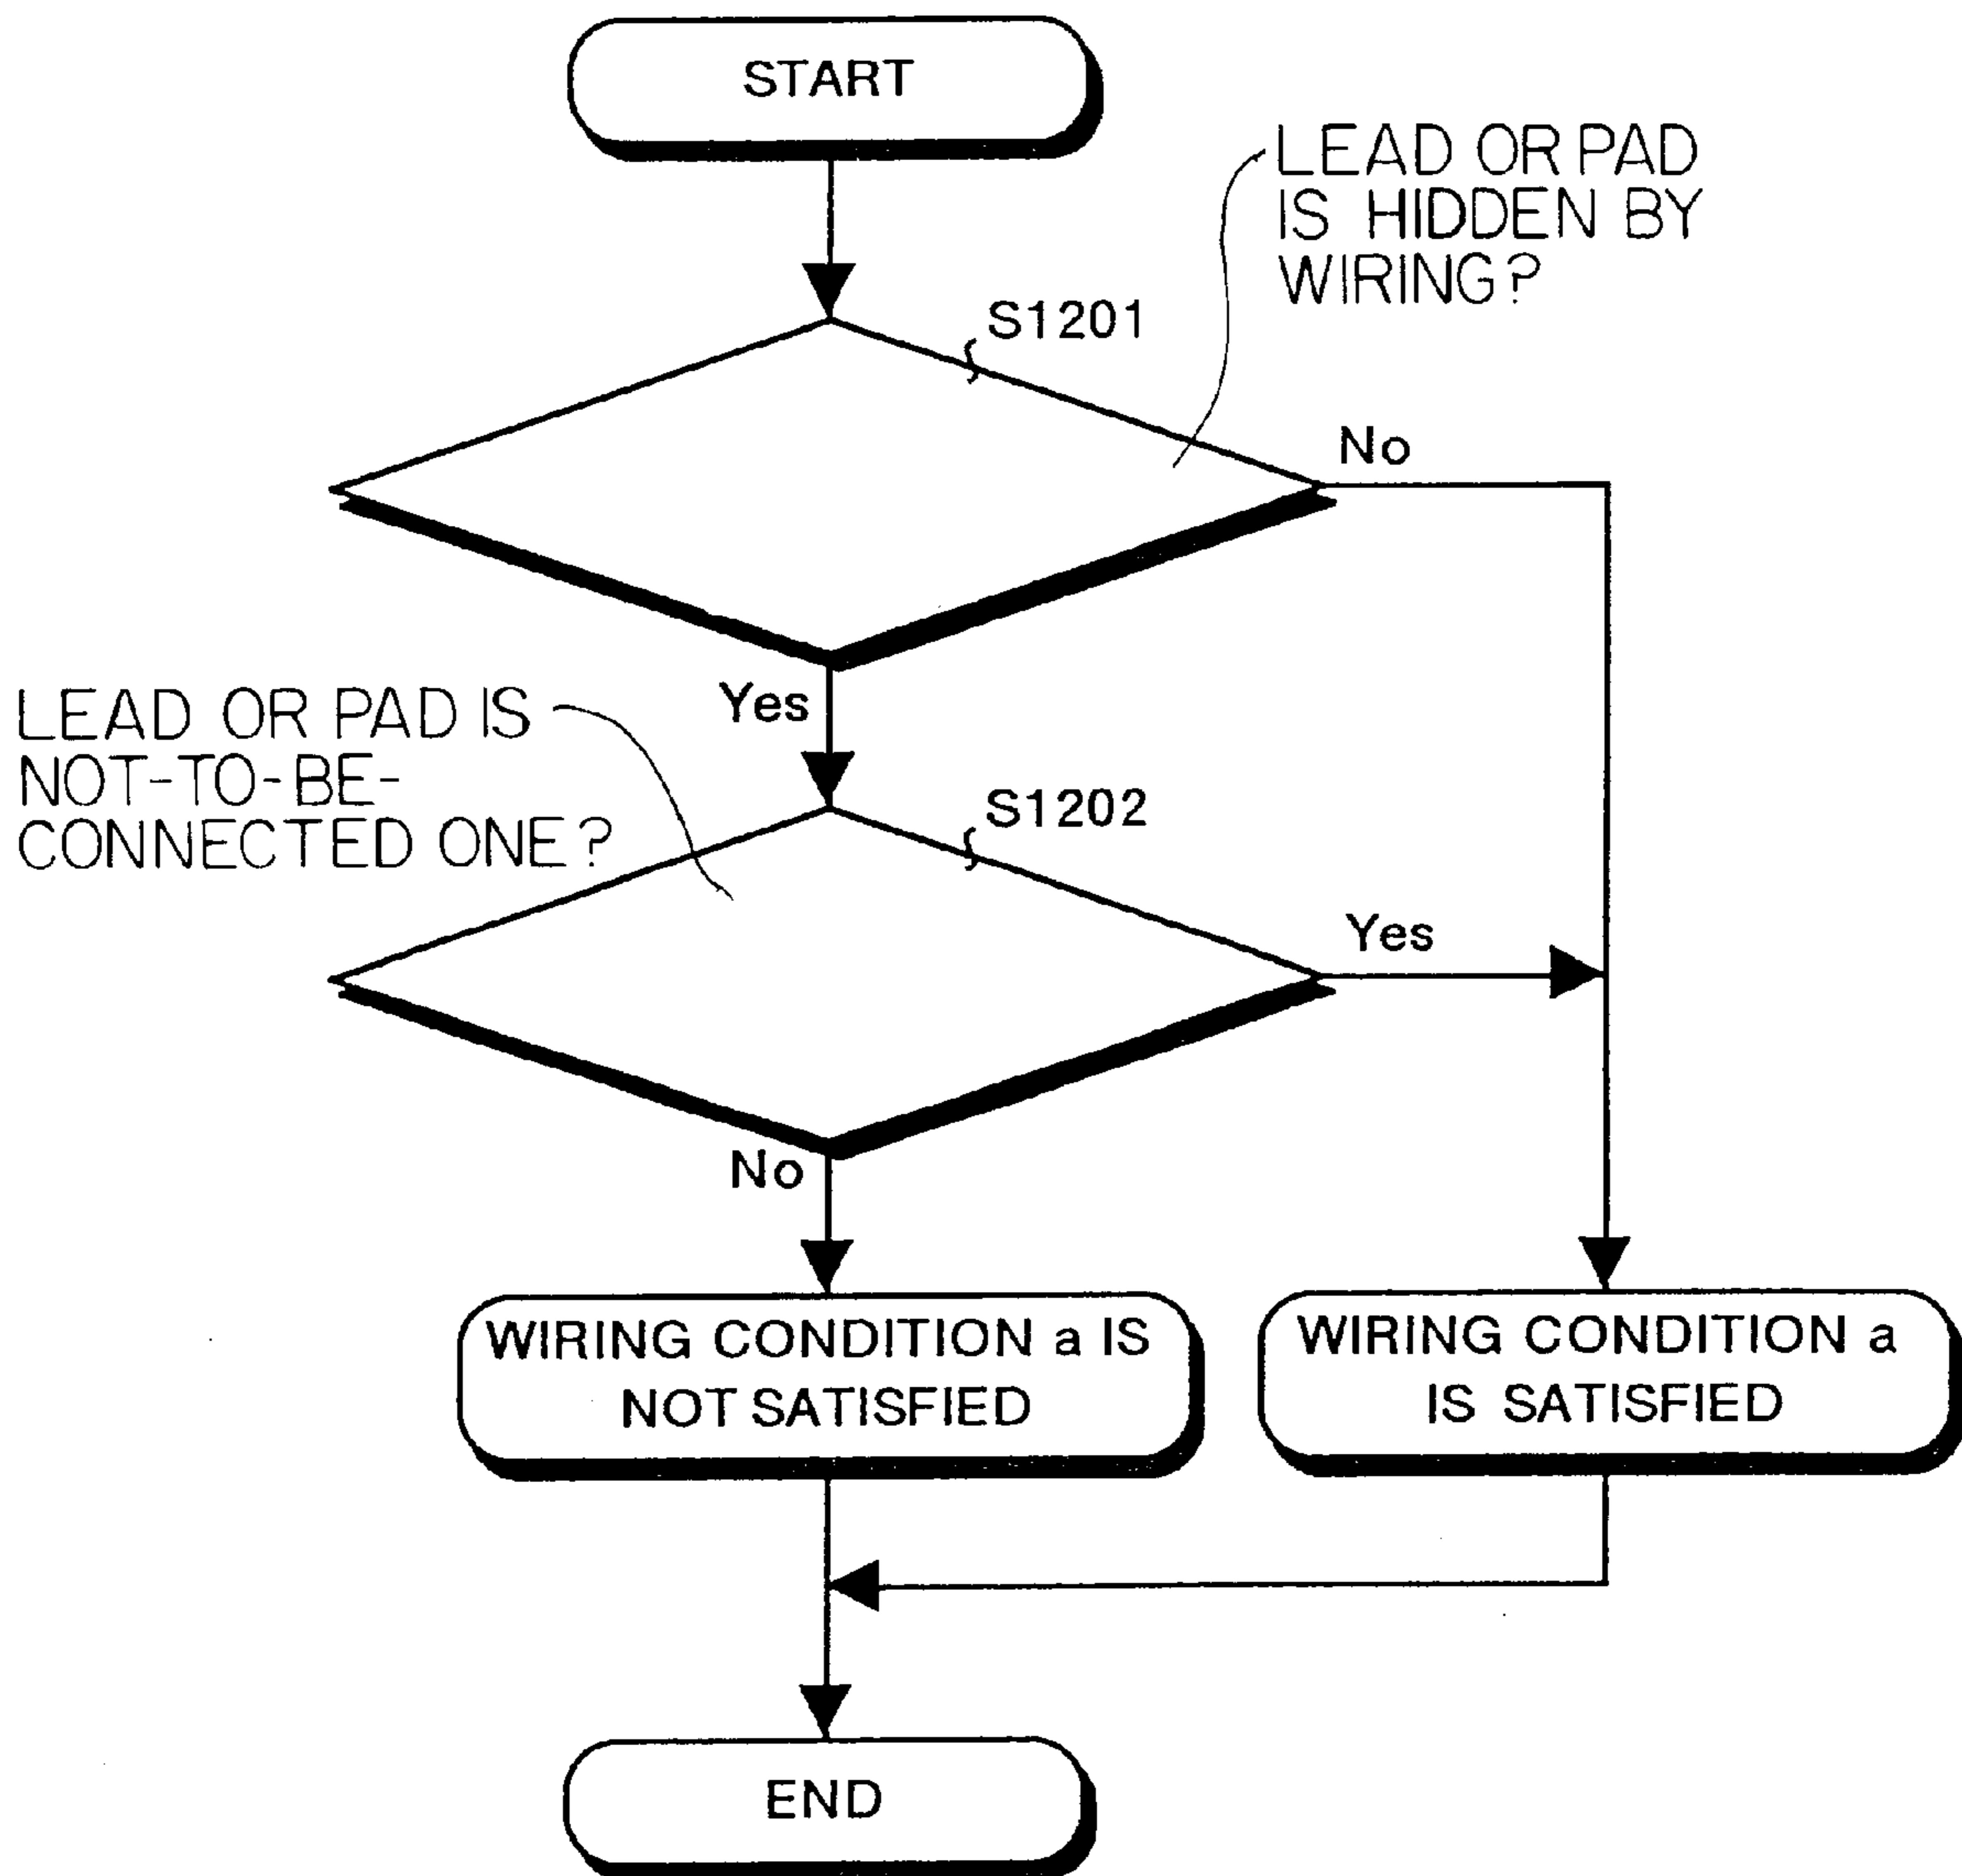 START
LEAD OR PAD
IS HIDDEN BY
WIRING?
S1201
No
Yes
LEAD OR PAD IS
NOT-TO-BE-
CONNECTED ONE?
S1202
Yes
No
WIRING CONDITION a IS
NOT SATISFIED
WIRING CONDITION a
IS SATISFIED
END